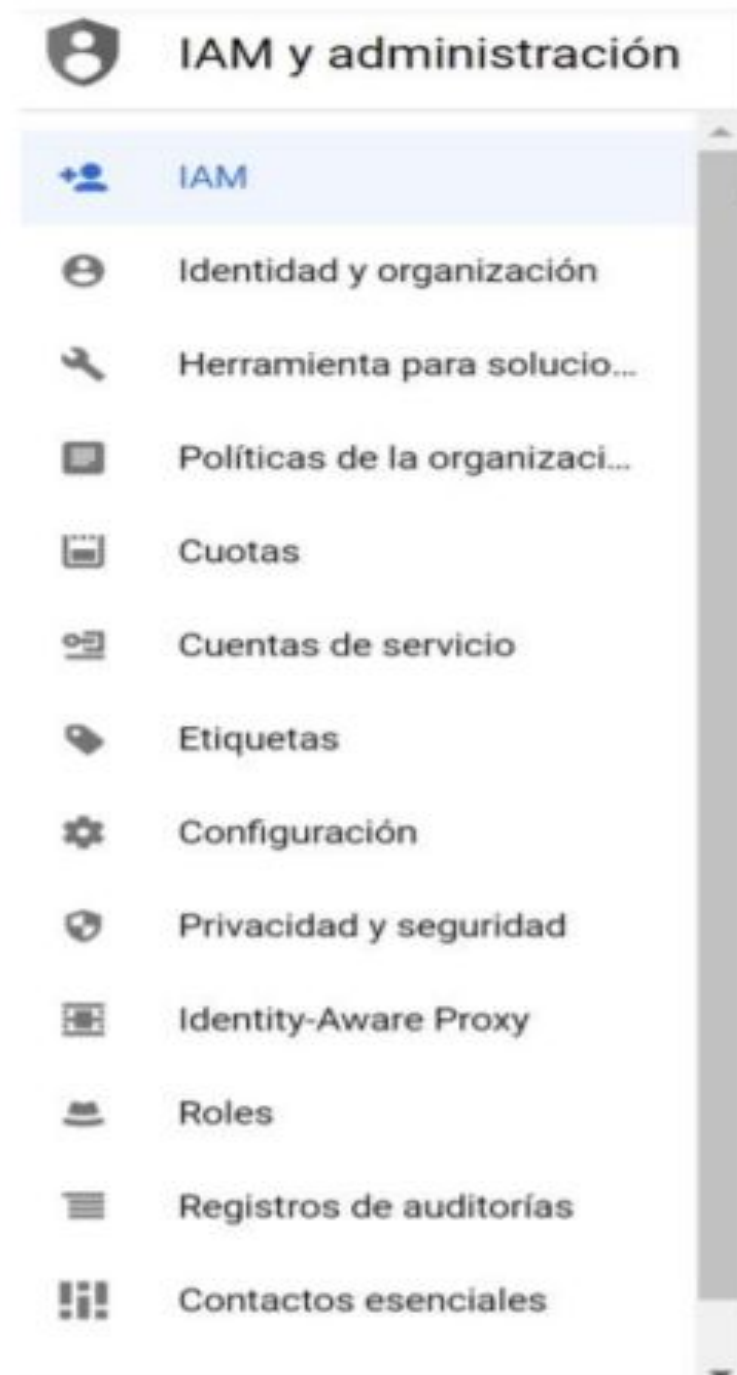 IAM y administración
IAM
Identidad y organización
Herramienta para solucio...
Políticas de la organizaci...
Cuotas
Cuentas de servicio
Etiquetas
Configuración
Privacidad y seguridad
Identity-Aware Proxy
Roles
Registros de auditorías
Contactos esenciales